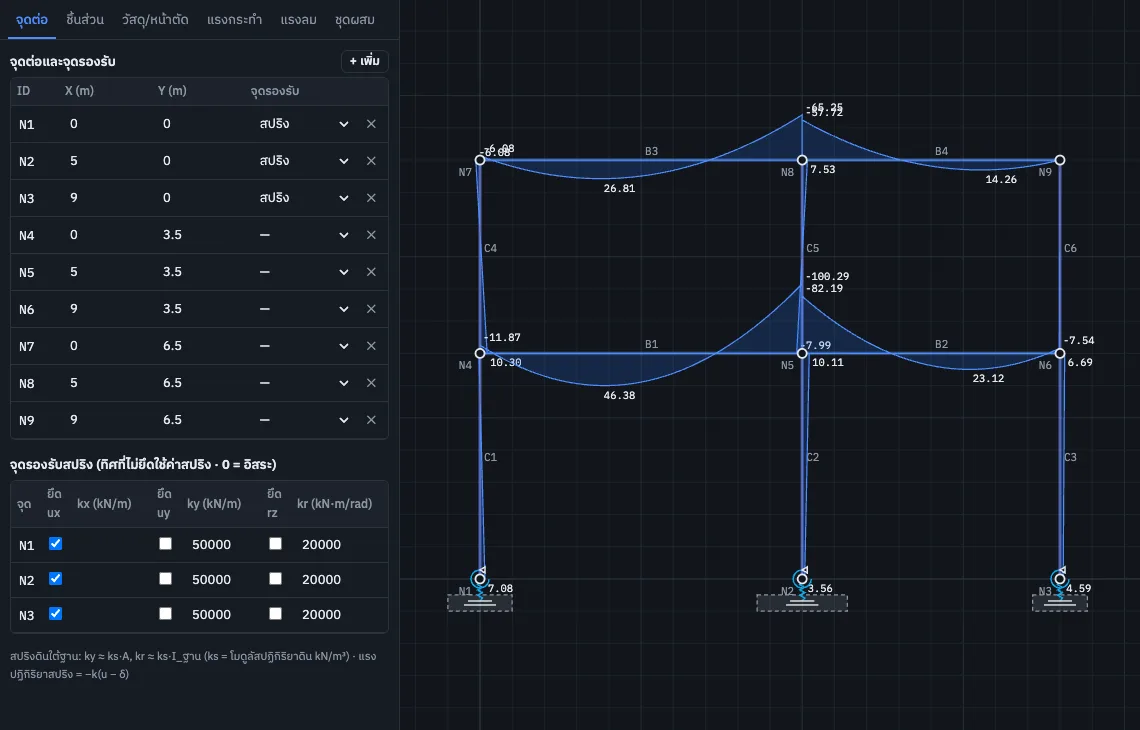 จุดต่อ ชิ้นส่วน วัสดุ/หน้าตัด แรงกระทำ แรงลม ชุดผสม
จุดต่อและจุดรองรับ + เพิ่ม
ID X (m) Y (m) จุดรองรับ
N1 0 0 สปริง
N2 5 0 สปริง
N3 9 0 สปริง
N4 0 3.5 —
N5 5 3.5 —
N6 9 3.5 —
N7 0 6.5 —
N8 5 6.5 —
N9 9 6.5 —
จุดรองรับสปริง (ทิศที่ไม่ยึดใช้ค่าสปริง · 0 = อิสระ)
จุด ยึด ux kx (kN/m) ยึด uy ky (kN/m) ยึด rz kr (kN·m/rad)
N1 50000 20000
N2 50000 20000
N3 50000 20000
สปริงดินใต้ฐาน: ky ≈ ks·A, kr ≈ ks·I_ฐาน (ks = โมดูลัสปฏิกิริยาดิน kN/m³) · แรง
ปฏิกิริยาสปริง = −k(u − δ)
-65.25
-57.72
-6.08
-6.08
B3 B4
N7 N8 7.53 N9
26.81 14.26
C4 C5 C6
-100.29
-82.19
-11.87 B1 -7.99 B2 -7.54
N4 10.30 N5 10.11 N6 6.69
46.38 23.12
C1 C2 C3
N1 7.08 N2 3.56 N3 4.59